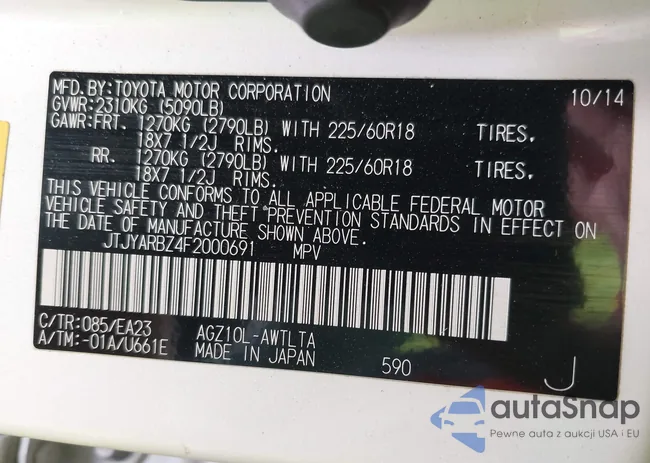 MFD. BY:TOYOTA MOTOR CORPORATION 10/14
GVWR:2310KG (5090LB)
GAWR:FRT. 1270KG (2790LB) WITH 225/60R18 TIRES.
18X7 1/2J RIMS.
RR. 1270KG (2790LB) WITH 225/60R18 TIRES.
18X7 1/2J RIMS.
THIS VEHICLE CONFORMS TO ALL APPLICABLE FEDERAL MOTOR
VEHICLE SAFETY AND THEFT PREVENTION STANDARDS IN EFFECT ON
THE DATE OF MANUFACTURE SHOWN ABOVE.
JTJYARBZ4F2000691 MPV
C/TR:085/EA23 AGZ10L-AWTLTA
A/TM:-01A/U661E MADE IN JAPAN 590 J
autaSnap
Pewne auta z aukcji USA i EU